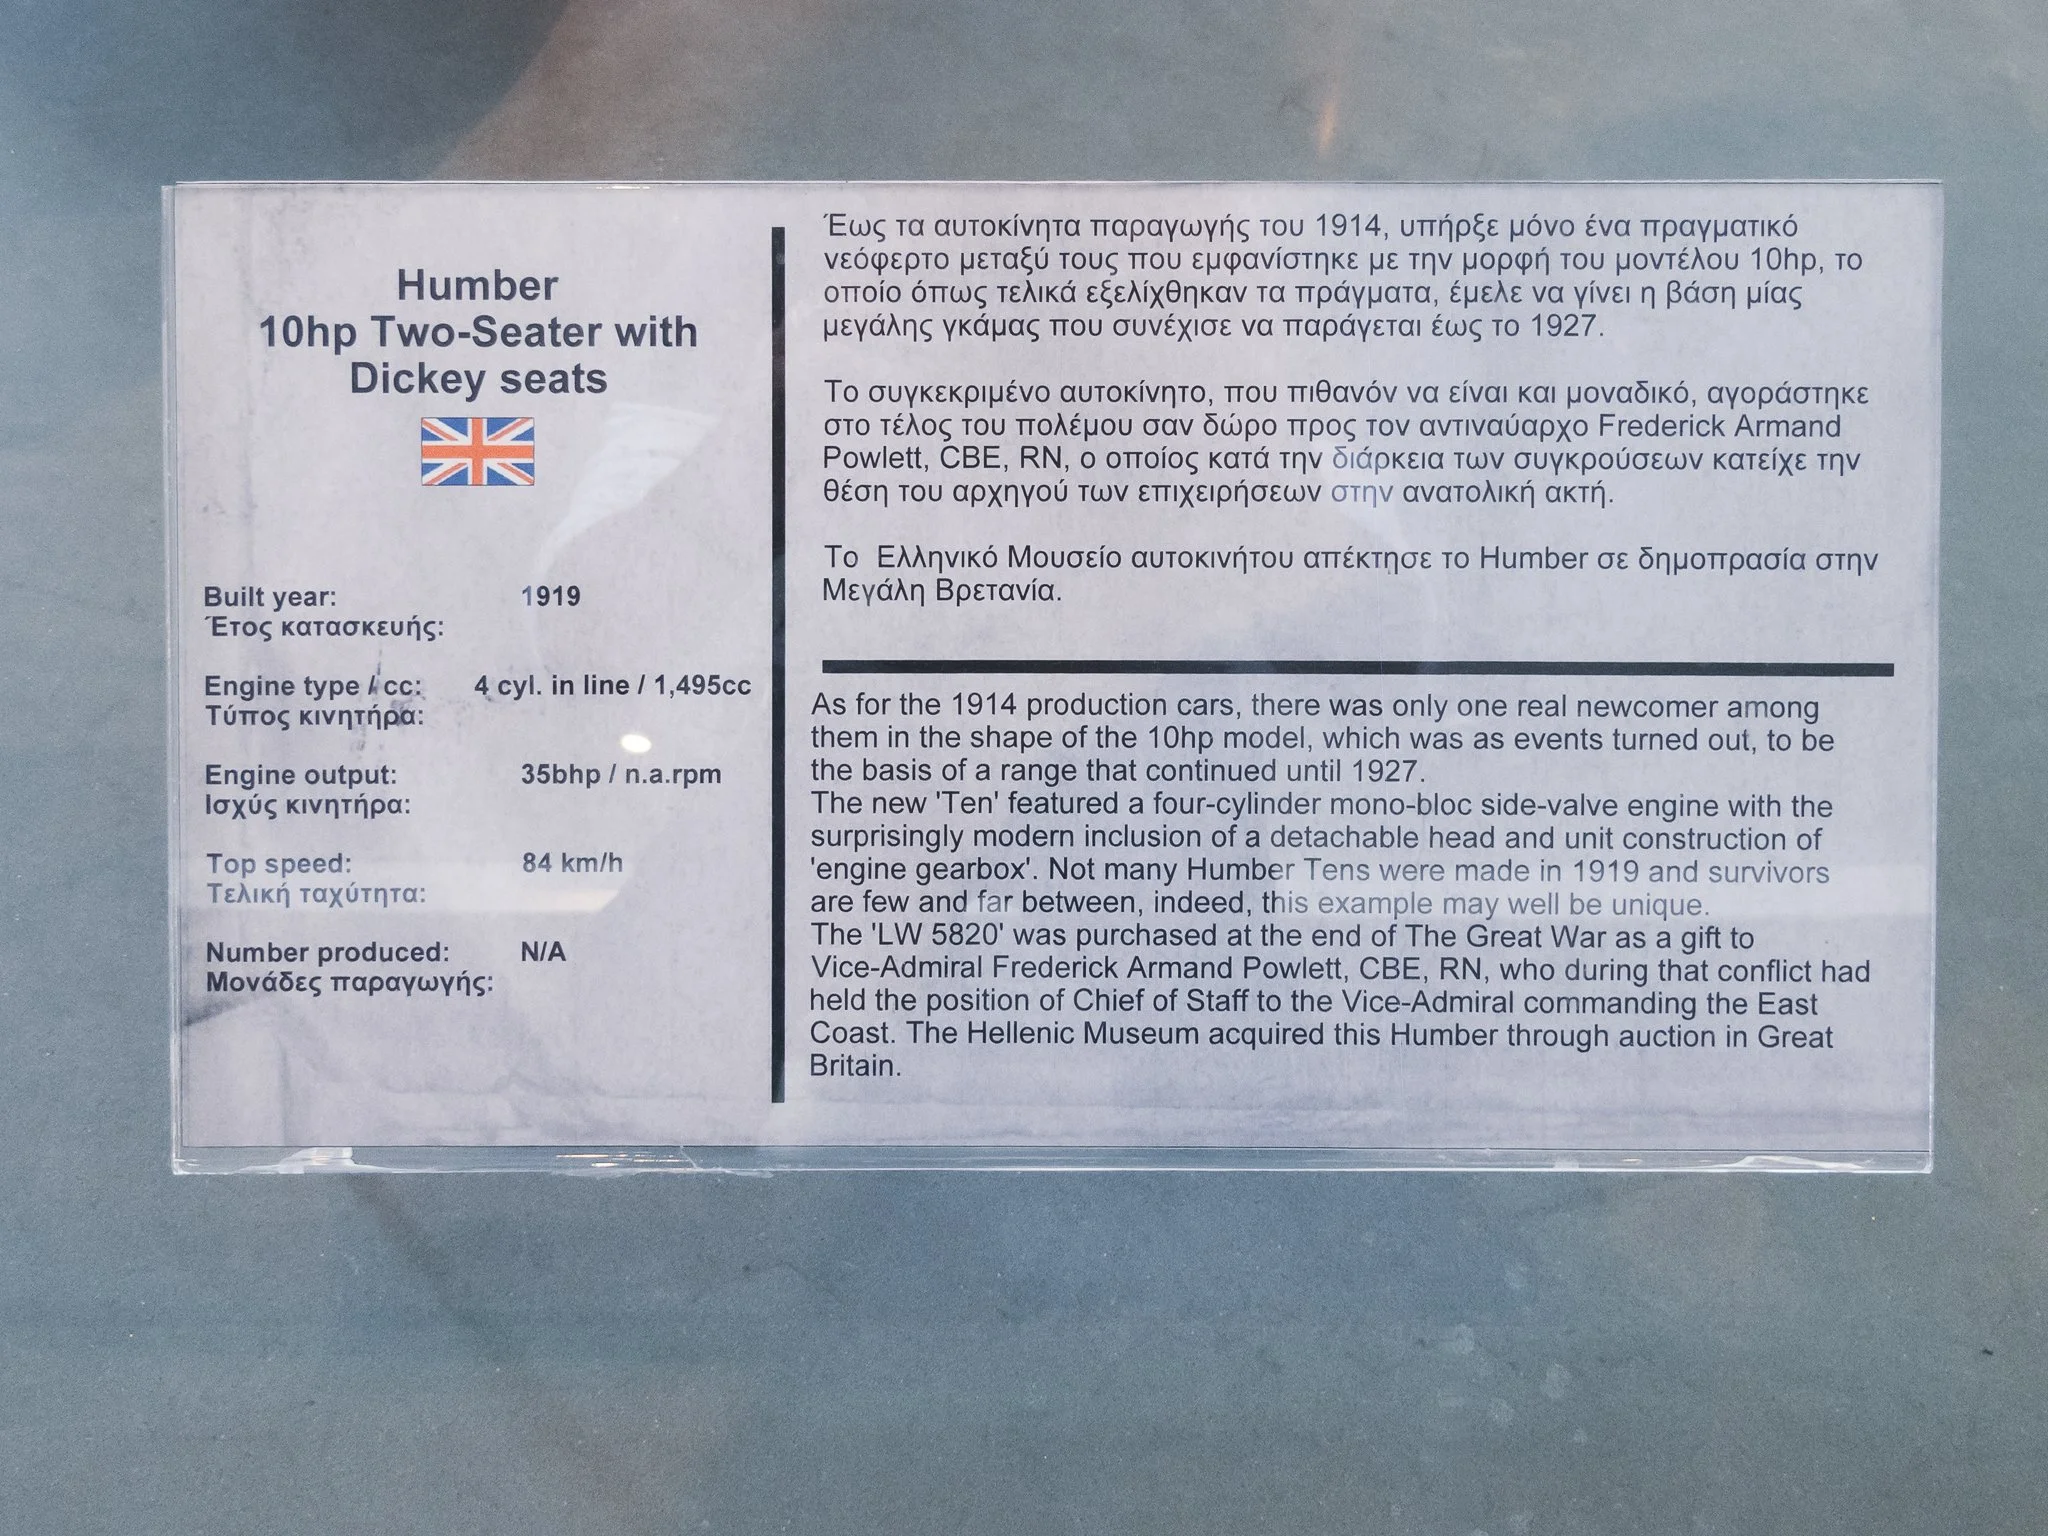 Humber
10hp Two-Seater with
Dickey seats
Built year: 1919
Έτος κατασκευής:
Engine type / cc: 4 cyl. in line / 1,495cc
Τύπος κινητήρα:
Engine output: 35bhp / n.a.rpm
Ισχύς κινητήρα:
Top speed: 84 km/h
Τελική ταχύτητα:
Number produced: N/A
Μονάδες παραγωγής:
Έως τα αυτοκίνητα παραγωγής του 1914, υπήρξε μόνο ένα πραγματικό
νεόφερτο μεταξύ τους που εμφανίστηκε με την μορφή του μοντέλου 10hp, το
οποίο όπως τελικά εξελίχθηκαν τα πράγματα, έμελε να γίνει η βάση μίας
μεγάλης γκάμας που συνέχισε να παράγεται έως το 1927.
Το συγκεκριμένο αυτοκίνητο, που πιθανόν να είναι και μοναδικό, αγοράστηκε
στο τέλος του πολέμου σαν δώρο προς τον αντιναύαρχο Frederick Armand
Powlett, CBE, RN, ο οποίος κατά την διάρκεια των συγκρούσεων κατείχε την
θέση του αρχηγού των επιχειρήσεων στην ανατολική ακτή.
Το Ελληνικό Μουσείο αυτοκινήτου απέκτησε το Humber σε δημοπρασία στην
Μεγάλη Βρετανία.
As for the 1914 production cars, there was only one real newcomer among
them in the shape of the 10hp model, which was as events turned out, to be
the basis of a range that continued until 1927.
The new 'Ten' featured a four-cylinder mono-bloc side-valve engine with the
surprisingly modern inclusion of a detachable head and unit construction of
'engine gearbox'. Not many Humber Tens were made in 1919 and survivors
are few and far between, indeed, this example may well be unique.
The 'LW 5820' was purchased at the end of The Great War as a gift to
Vice-Admiral Frederick Armand Powlett, CBE, RN, who during that conflict had
held the position of Chief of Staff to the Vice-Admiral commanding the East
Coast. The Hellenic Museum acquired this Humber through auction in Great
Britain.